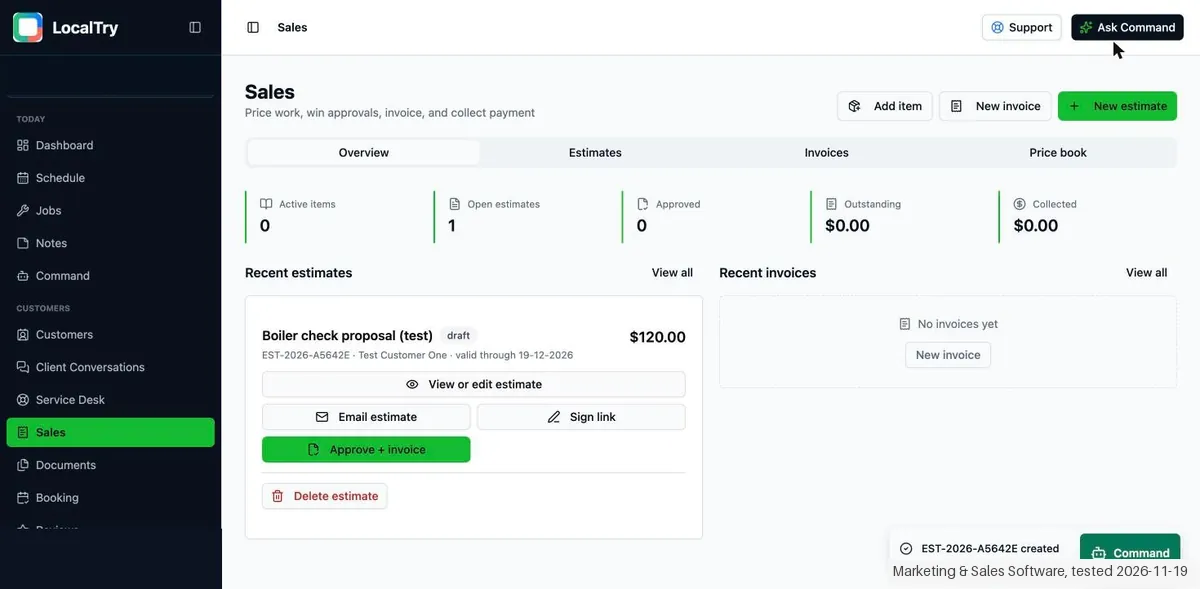 LocalTry
Sales
Support
Ask Command
TODAY
Dashboard
Schedule
Jobs
Notes
Command
CUSTOMERS
Customers
Client Conversations
Service Desk
Sales
Documents
Booking
Sales
Price work, win approvals, invoice, and collect payment
Add item
New invoice
New estimate
Overview
Estimates
Invoices
Price book
Active items
0
Open estimates
1
Approved
0
Outstanding
$0.00
Collected
$0.00
Recent estimates
View all
Boiler check proposal (test)
draft
$120.00
EST-2026-A5642E · Test Customer One · valid through 19-12-2026
View or edit estimate
Email estimate
Sign link
Approve + invoice
Delete estimate
Recent invoices
View all
No invoices yet
New invoice
EST-2026-A5642E created
Command
Marketing & Sales Software, tested 2026-11-19